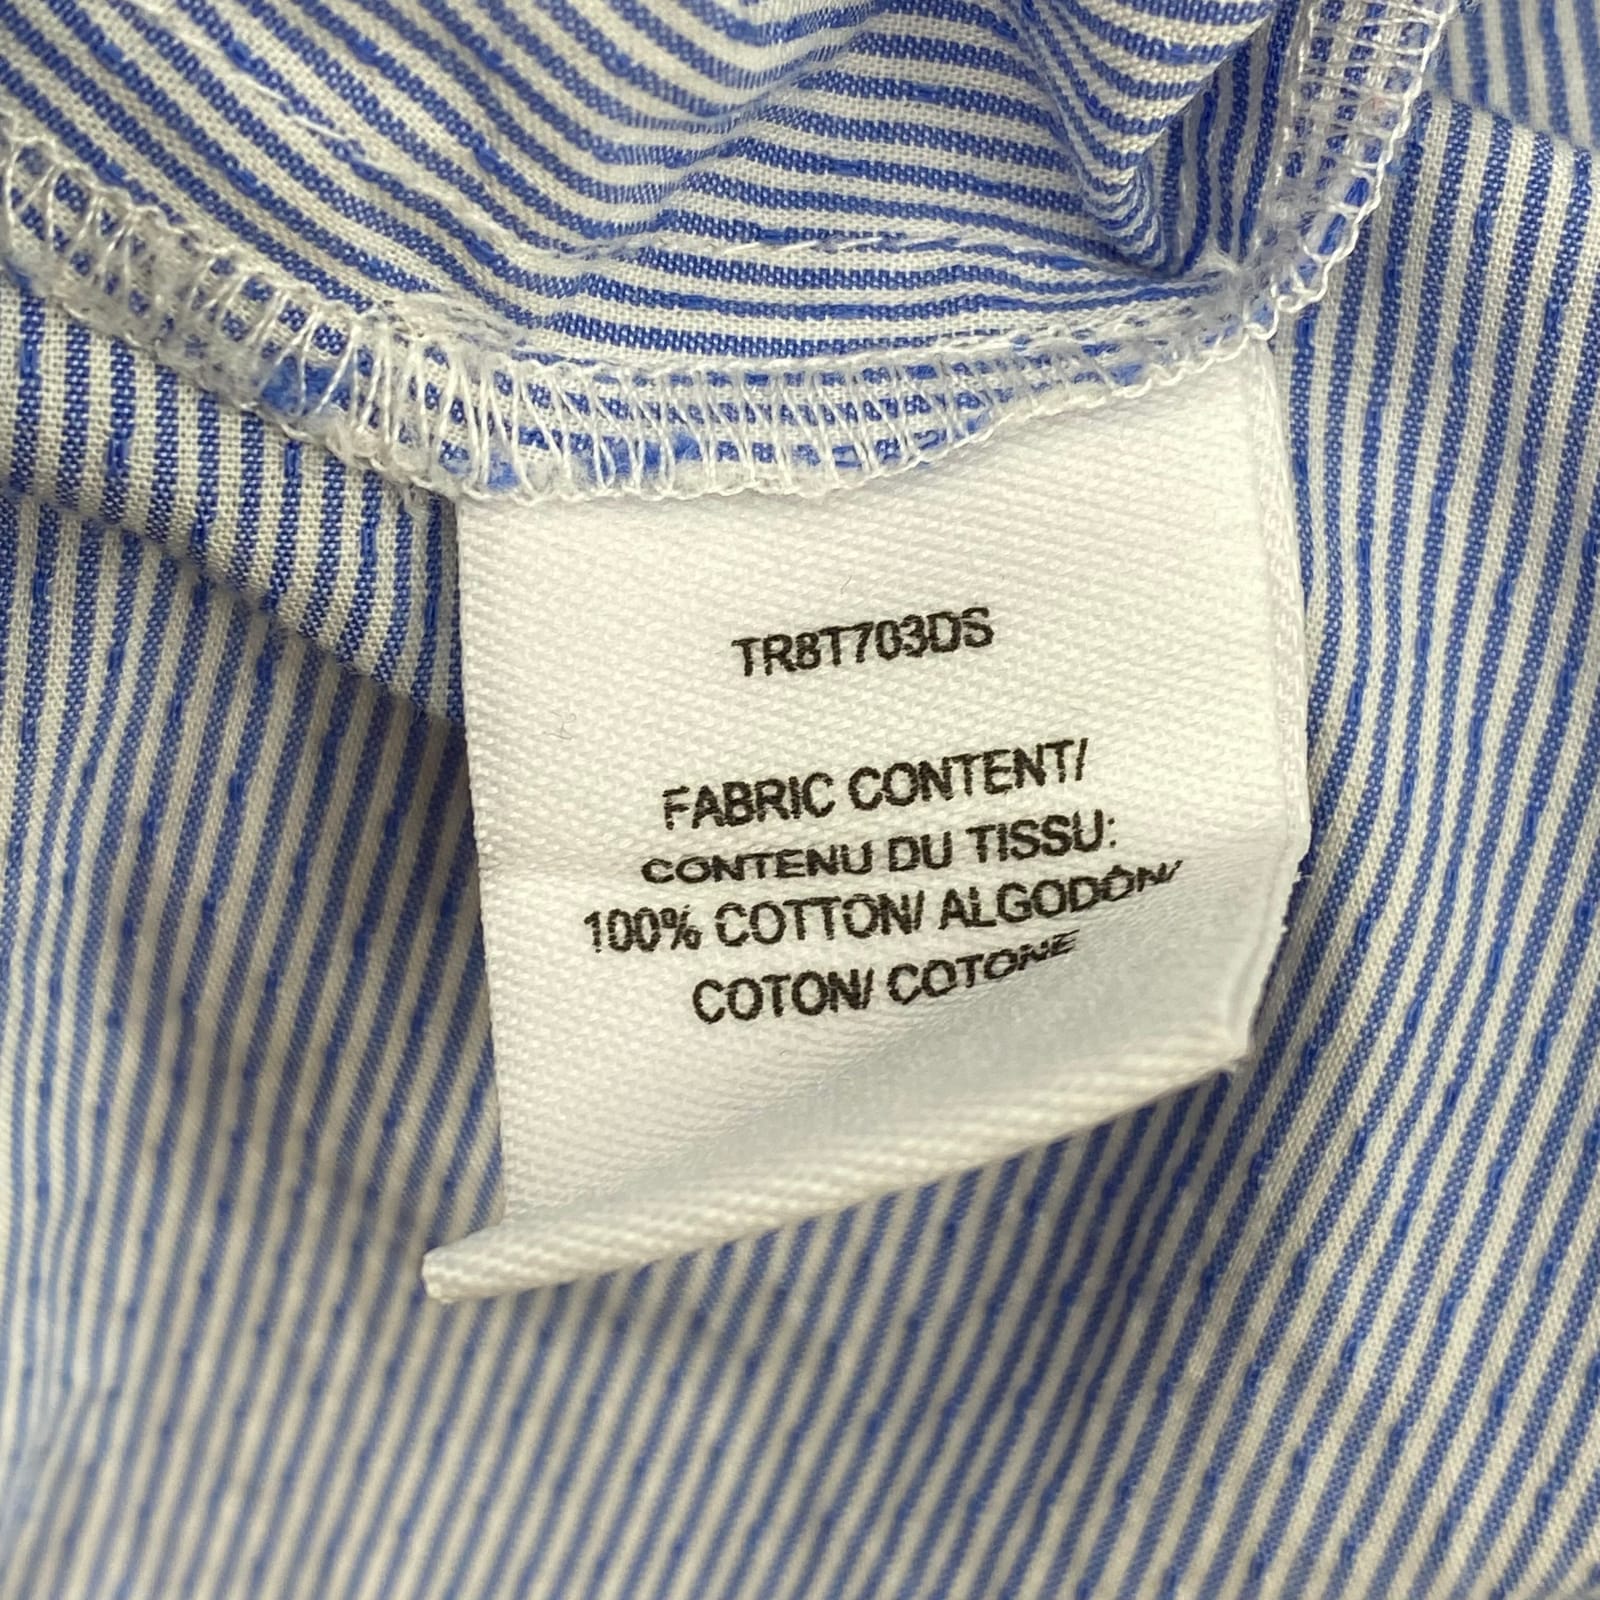 TR8T703DS
FABRIC CONTENT/
CONTENU DU TISSU:
100% COTTON/ ALGODÓN/
COTON/ COTONE